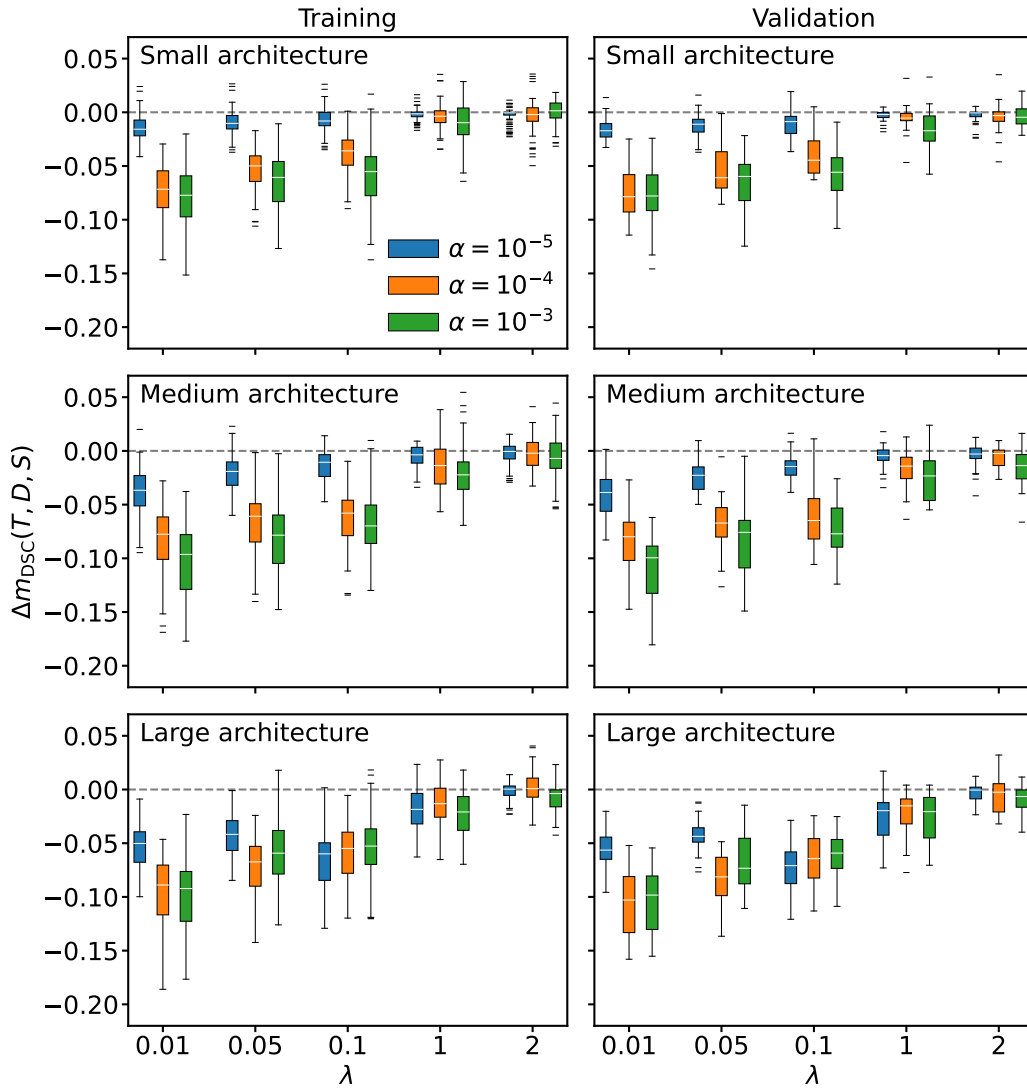 Training
Validation
Small architecture
Small architecture
0.05
0.00
−0.05
−0.10
−0.15
−0.20
α = 10⁻⁵
α = 10⁻⁴
α = 10⁻³
Medium architecture
Medium architecture
0.05
0.00
−0.05
−0.10
−0.15
−0.20
Δm_DSC(T, D, S)
Large architecture
Large architecture
0.05
0.00
−0.05
−0.10
−0.15
−0.20
0.01 0.05 0.1 1 2
0.01 0.05 0.1 1 2
λ
λ